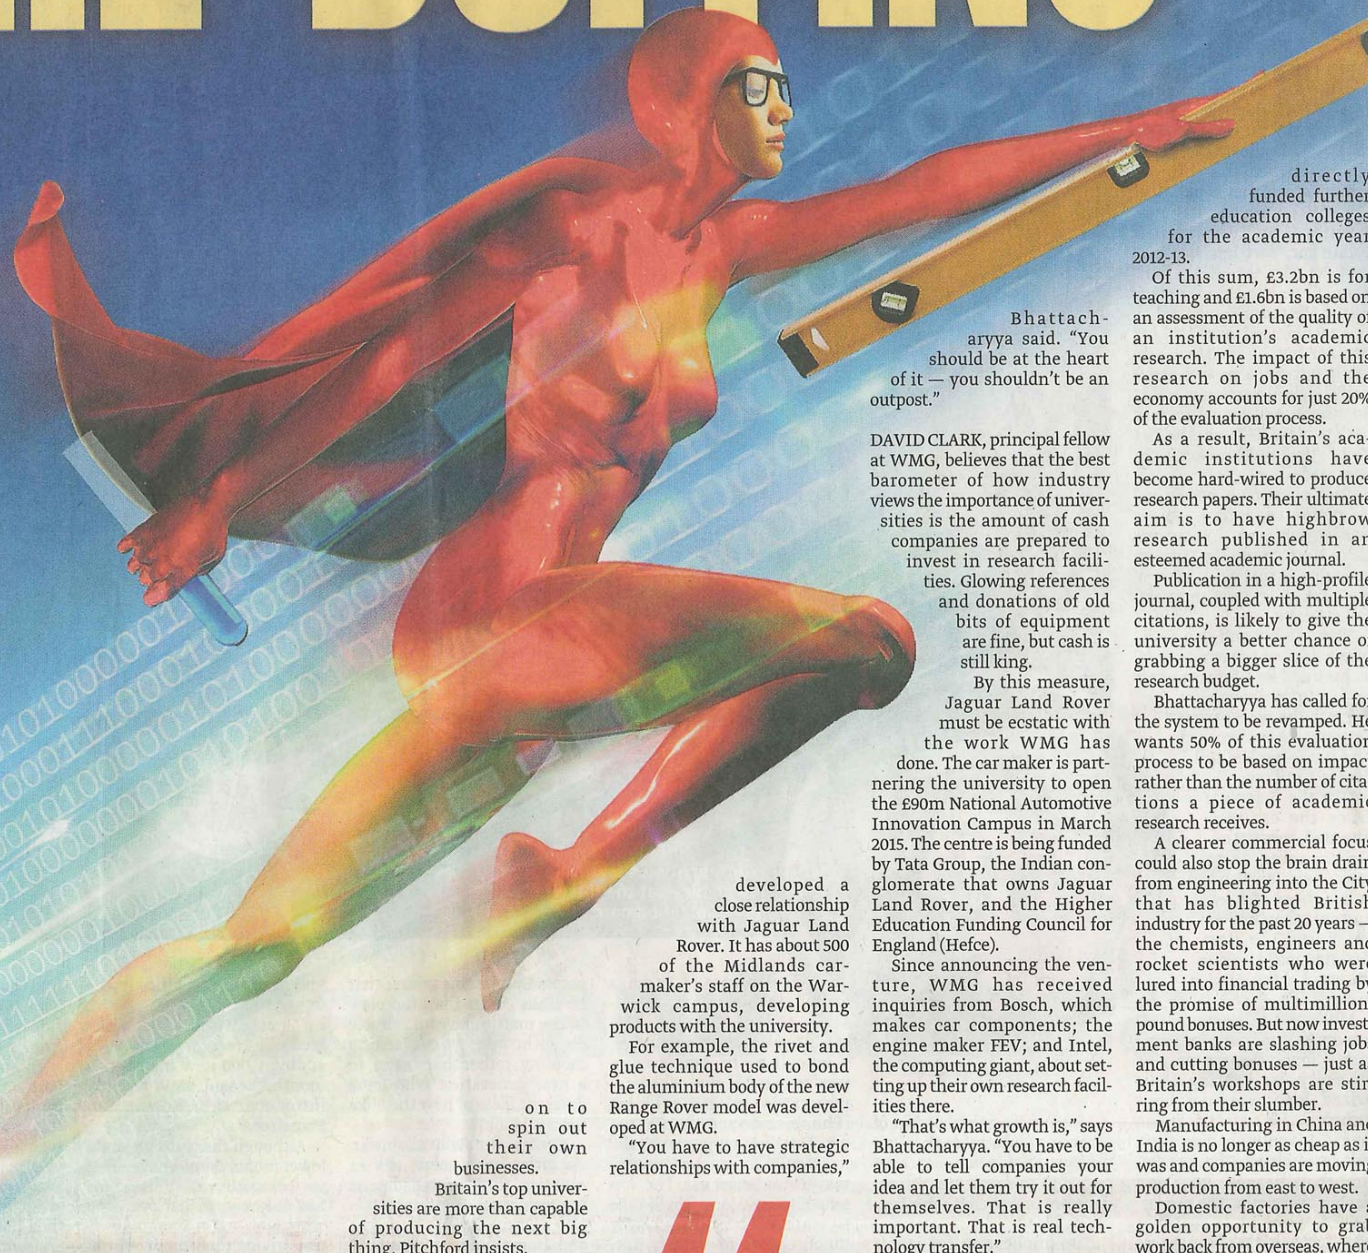 on to
spin out
their own
businesses.
Britain's top univer-
sities are more than capable
of producing the next big
thing, Pitchford insists.
developed a
close relationship
with Jaguar Land
Rover. It has about 500
of the Midlands car-
maker's staff on the War-
wick campus, developing
products with the university.
For example, the rivet and
glue technique used to bond
the aluminium body of the new
Range Rover model was devel-
oped at WMG.
"You have to have strategic
relationships with companies,"
Bhattach-
aryya said. "You
should be at the heart
of it — you shouldn't be an
outpost."
DAVID CLARK, principal fellow
at WMG, believes that the best
barometer of how industry
views the importance of univer-
sities is the amount of cash
companies are prepared to
invest in research facili-
ties. Glowing references
and donations of old
bits of equipment
are fine, but cash is
still king.
By this measure,
Jaguar Land Rover
must be ecstatic with
the work WMG has
done. The car maker is part-
nering the university to open
the £90m National Automotive
Innovation Campus in March
2015. The centre is being funded
by Tata Group, the Indian con-
glomerate that owns Jaguar
Land Rover, and the Higher
Education Funding Council for
England (Hefce).
Since announcing the ven-
ture, WMG has received
inquiries from Bosch, which
makes car components; the
engine maker FEV; and Intel,
the computing giant, about set-
ting up their own research facil-
ities there.
"That's what growth is," says
Bhattacharyya. "You have to be
able to tell companies your
idea and let them try it out for
themselves. That is really
important. That is real tech-
nology transfer."
directly
funded further
education colleges
for the academic year
2012-13.
Of this sum, £3.2bn is for
teaching and £1.6bn is based on
an assessment of the quality of
an institution's academic
research. The impact of this
research on jobs and the
economy accounts for just 20%
of the evaluation process.
As a result, Britain's aca-
demic institutions have
become hard-wired to produce
research papers. Their ultimate
aim is to have highbrow
research published in an
esteemed academic journal.
Publication in a high-profile
journal, coupled with multiple
citations, is likely to give the
university a better chance of
grabbing a bigger slice of the
research budget.
Bhattacharyya has called for
the system to be revamped. He
wants 50% of this evaluation
process to be based on impact
rather than the number of cita-
tions a piece of academic
research receives.
A clearer commercial focus
could also stop the brain drain
from engineering into the City
that has blighted British
industry for the past 20 years —
the chemists, engineers and
rocket scientists who were
lured into financial trading by
the promise of multimillion-
pound bonuses. But now invest-
ment banks are slashing jobs
and cutting bonuses — just as
Britain's workshops are stir-
ring from their slumber.
Manufacturing in China and
India is no longer as cheap as it
was and companies are moving
production from east to west.
Domestic factories have a
golden opportunity to grab
work back from overseas, where